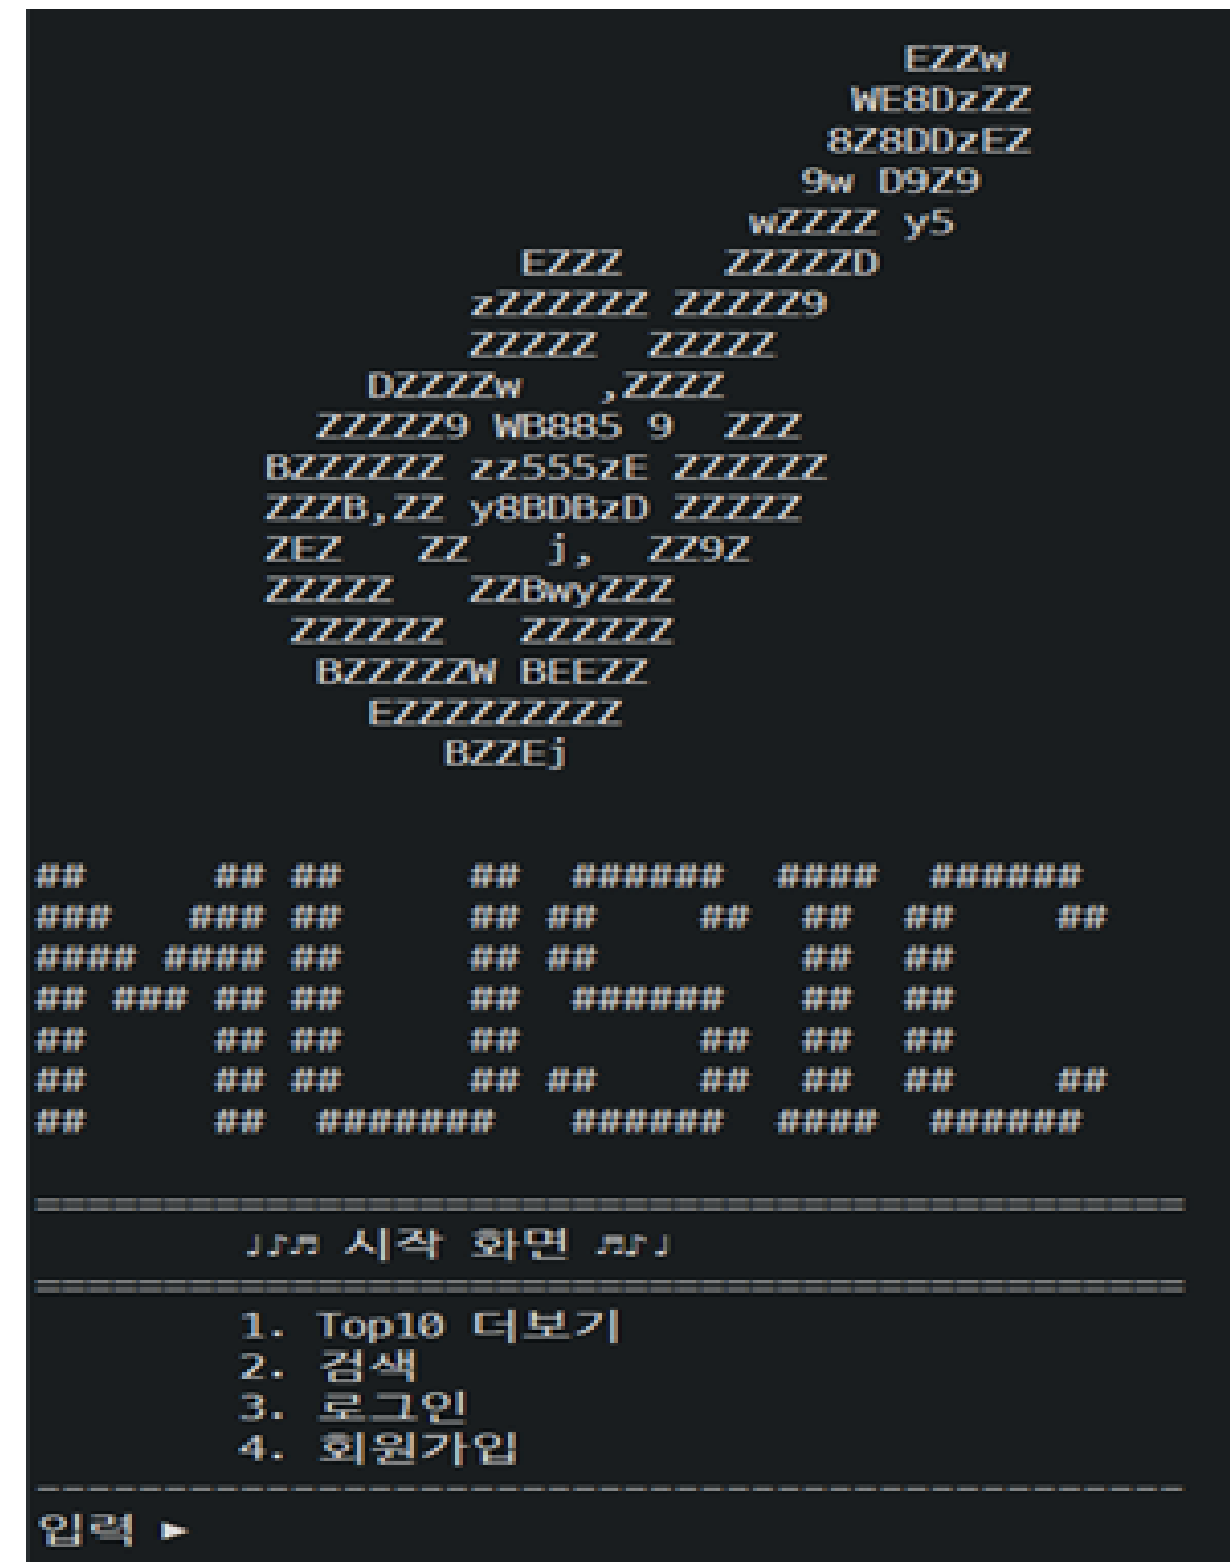 EZZw
                                WE8DzZZ
                               8Z8DDzEZ
                              9w D9Z9
                            wZZZZ y5
                   EZZZ    ZZZZZD
                 zZZZZZZ ZZZZZ9
                 ZZZZZ  ZZZZZ
             DZZZZw   ,ZZZZ
           ZZZZZ9 WB885 9  ZZZ
         BZZZZZZ zz555zE ZZZZZZ
         ZZZB,ZZ y8BDBzD ZZZZZ
         ZEZ   ZZ   j,  ZZ9Z
         ZZZZZ   ZZBwyZZZ
          ZZZZZZ   ZZZZZZ
           BZZZZZW BEEZZ
             EZZZZZZZZZ
                BZZEj
##     ## ##     ##  ######  ####  ######
###   ### ##     ## ##    ##  ##  ##    ##
#### #### ##     ## ##        ##  ##
## ### ## ##     ##  ######   ##  ##
##     ## ##     ##       ##  ##  ##
##     ## ##     ## ##    ##  ##  ##    ##
##     ##  #######   ######  ####  ######
=============================================
        ♩♪♬ 시작 화면 ♬♪♩
=============================================
        1. Top10 더보기
        2. 검색
        3. 로그인
        4. 회원가입
---------------------------------------------
입력 ►